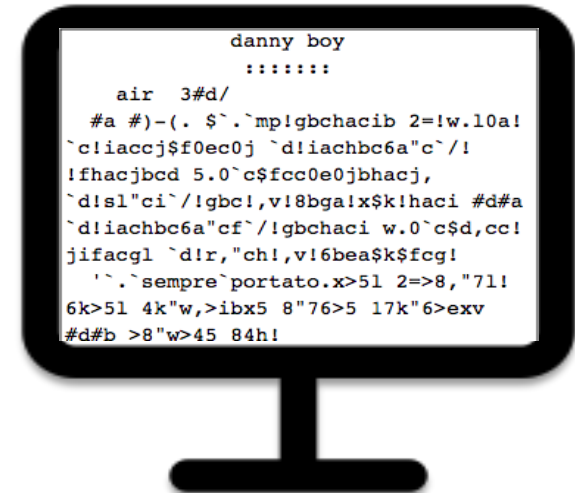 danny boy
:::::::
air 3#d/
#a #)-(. $`.`mp!gbchacib 2=!w.l0a!
`c!iaccj$f0ec0j `d!iachbc6a"c`/!
!fhacjbcd 5.0`c$fcc0e0jbhacj,
`d!sl"ci`/!gbc!,v!8bga!x$k!haci #d#a
`d!iachbc6a"cf`/!gbchaci w.0`c$d,cc!
jifacgl `d!r,"ch!,v!6bea$k$fcg!
'`.`sempre`portato.x>5l 2=>8,"7l!
6k>5l 4k"w,>ibx5 8"76>5 17k"6>exv
#d#b >8"w>45 84h!